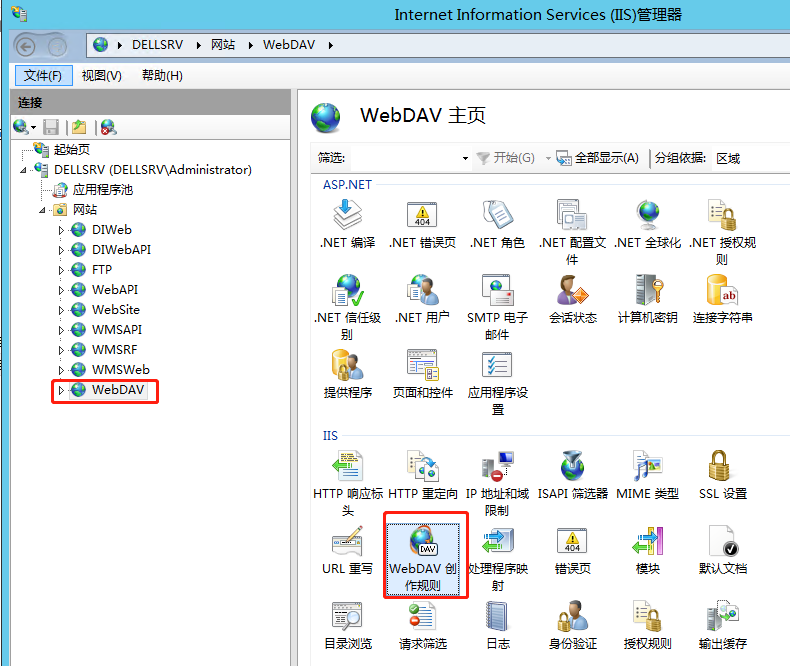 Internet Information Services (IIS)管理器
DELLSRV 网站 WebDAV
文件(F) 视图(V) 帮助(H)
连接
起始页
DELLSRV (DELLSRV\Administrator)
应用程序池
网站
DIWeb
DIWebAPI
FTP
WebAPI
WebSite
WMSAPI
WMSRF
WMSWeb
WebDAV
WebDAV 主页
筛选: 开始(G) 全部显示(A) 分组依据: 区域
ASP.NET
404
.NET 编译 .NET 错误页 .NET 角色 .NET 配置文 .NET 全球化 .NET 授权规
件 则
ab
.NET 信任级 .NET 用户 SMTP 电子 会话状态 计算机密钥 连接字符串
别 邮件
提供程序 页面和控件 应用程序设
置
IIS
HTTP 响应标 HTTP 重定向 IP 地址和域 ISAPI 筛选器 MIME 类型 SSL 设置
头 限制
DAV 404
URL 重写 WebDAV 创 处理程序映 错误页 模块 默认文档
作规则 射
目录浏览 请求筛选 日志 身份验证 授权规则 输出缓存